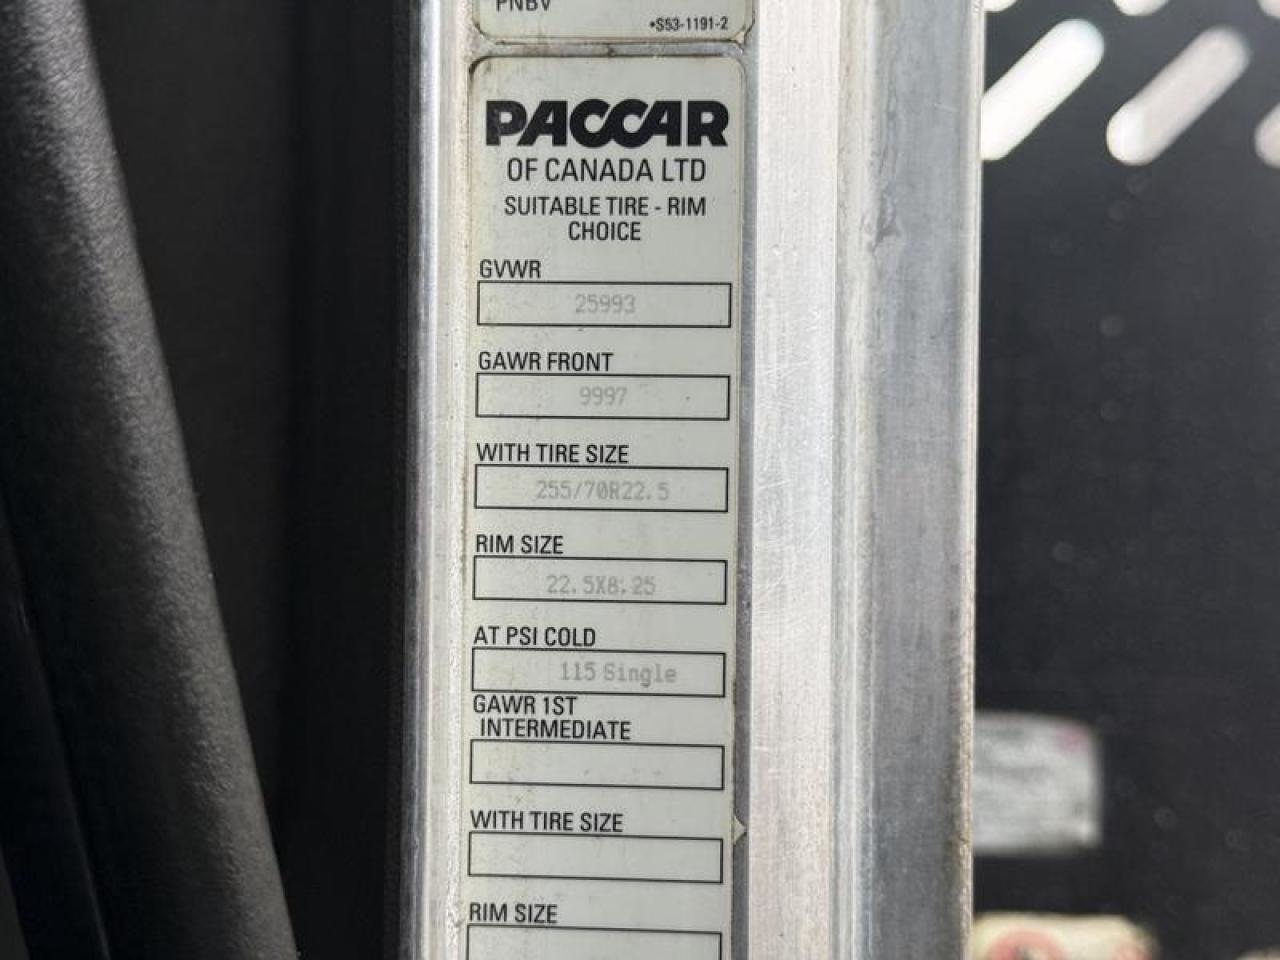 PNBV
*S53-1191-2
PACCAR
OF CANADA LTD
SUITABLE TIRE - RIM
CHOICE
GVWR
25993
GAWR FRONT
9997
WITH TIRE SIZE
255/70R22.5
RIM SIZE
22.5X8.25
AT PSI COLD
115 Single
GAWR 1ST
INTERMEDIATE
WITH TIRE SIZE
RIM SIZE